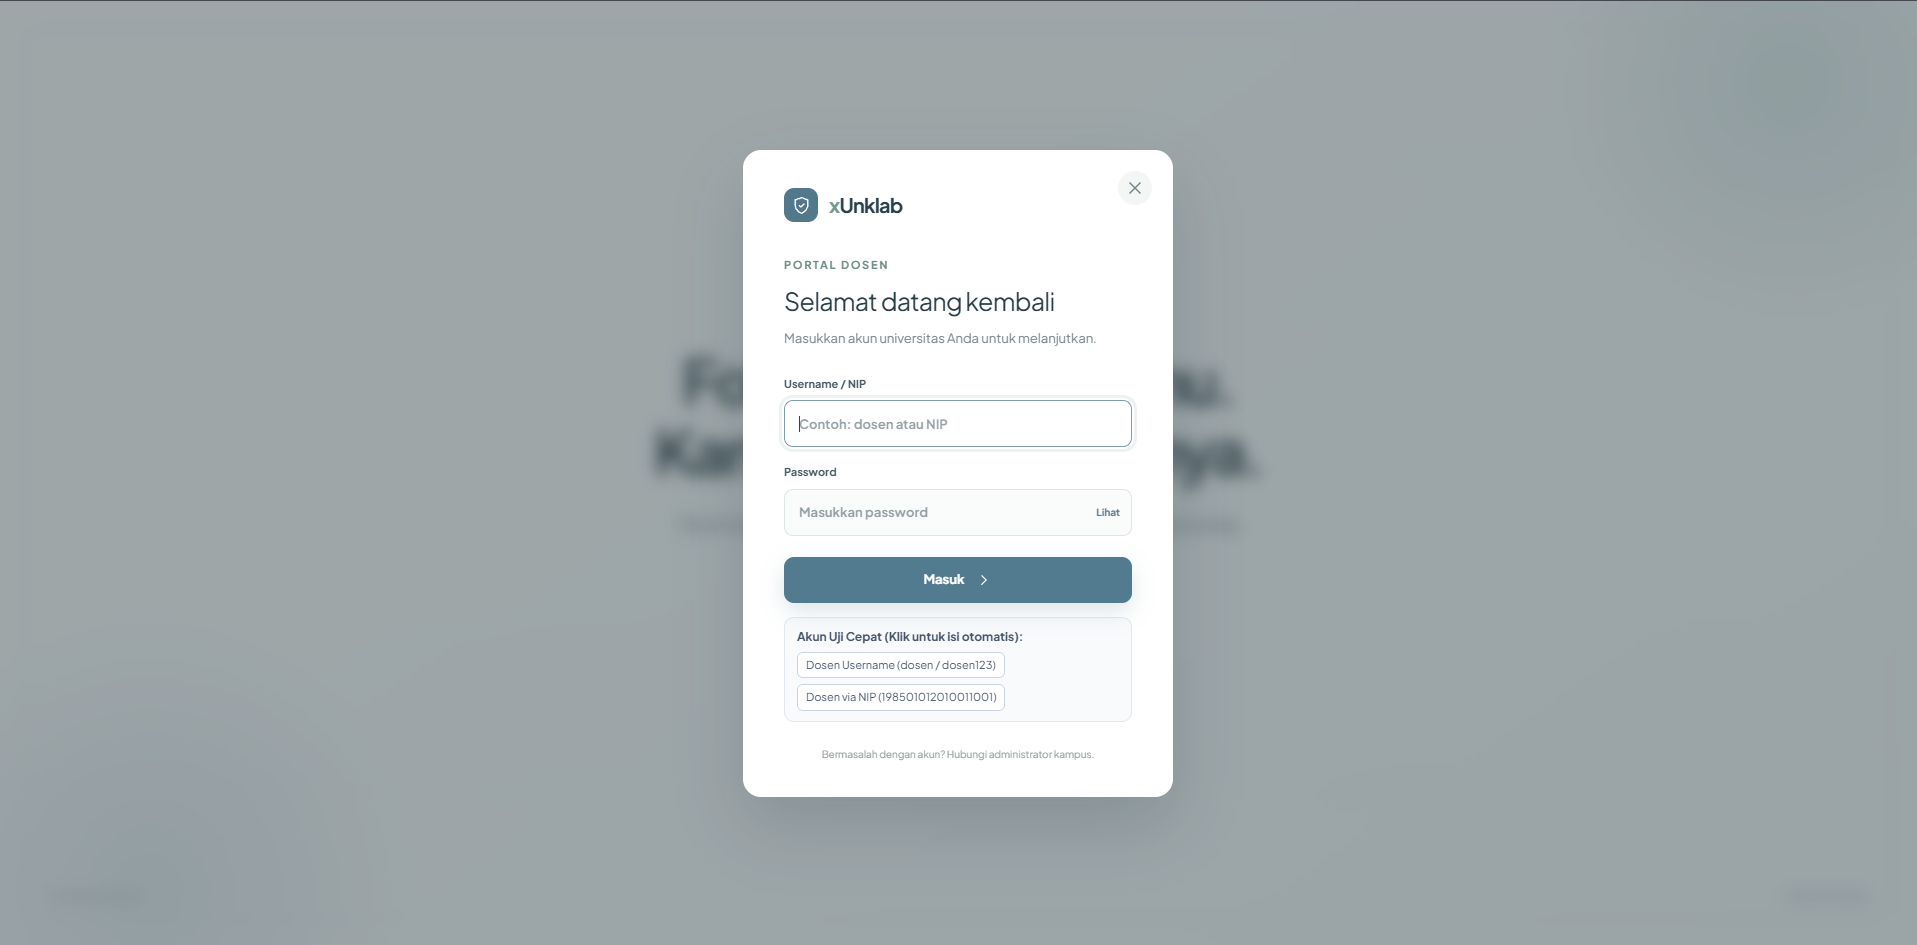 xUnklab
PORTAL DOSEN
Selamat datang kembali
Masukkan akun universitas Anda untuk melanjutkan.
Username / NIP
Contoh: dosen atau NIP
Password
Masukkan password Lihat
Masuk
Akun Uji Cepat (Klik untuk isi otomatis):
Dosen Username (dosen / dosen123)
Dosen via NIP (198501012010011001)
Bermasalah dengan akun? Hubungi administrator kampus.